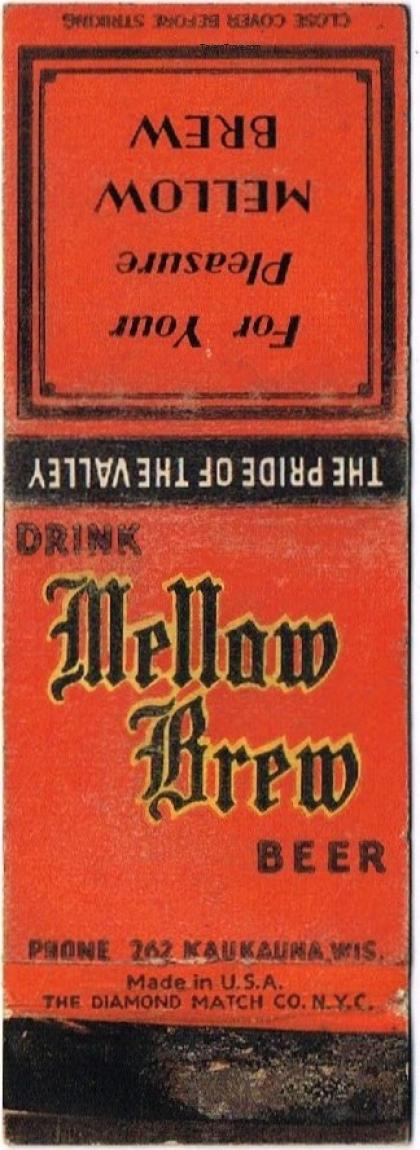 CLOSE COVER BEFORE STRIKING
For Your
Pleasure
MELLOW
BREW
THE PRIDE OF THE VALLEY
DRINK
Mellow
Brew
BEER
PHONE 262 KAUKAUNA, WIS.
Made in U.S.A.
THE DIAMOND MATCH CO. N.Y.C.